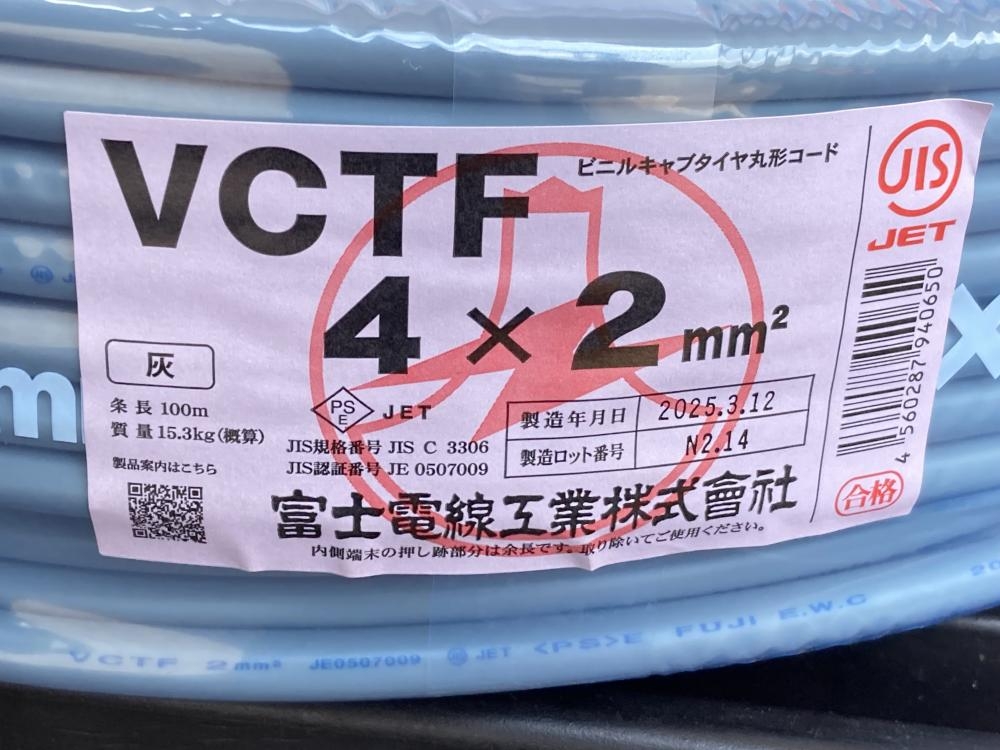 VCTF
ビニルキャブタイヤ丸形コード
4×2mm²
灰
条長 100m
質量 15.3kg(概算)
製品案内はこちら
PS
E
JET
JIS規格番号 JIS C 3306
JIS認証番号 JE 0507009
製造年月日 2025.3.12
製造ロット番号 N2.14
富士電線工業株式會社
内側端末の押し跡部分は余長です。取り除いてご使用ください。
JIS
JET
4 560287 940650
合格
m
x
VCTF 2mm² JE0507009 JIS JET <PS>E FUJI E.W.C 20